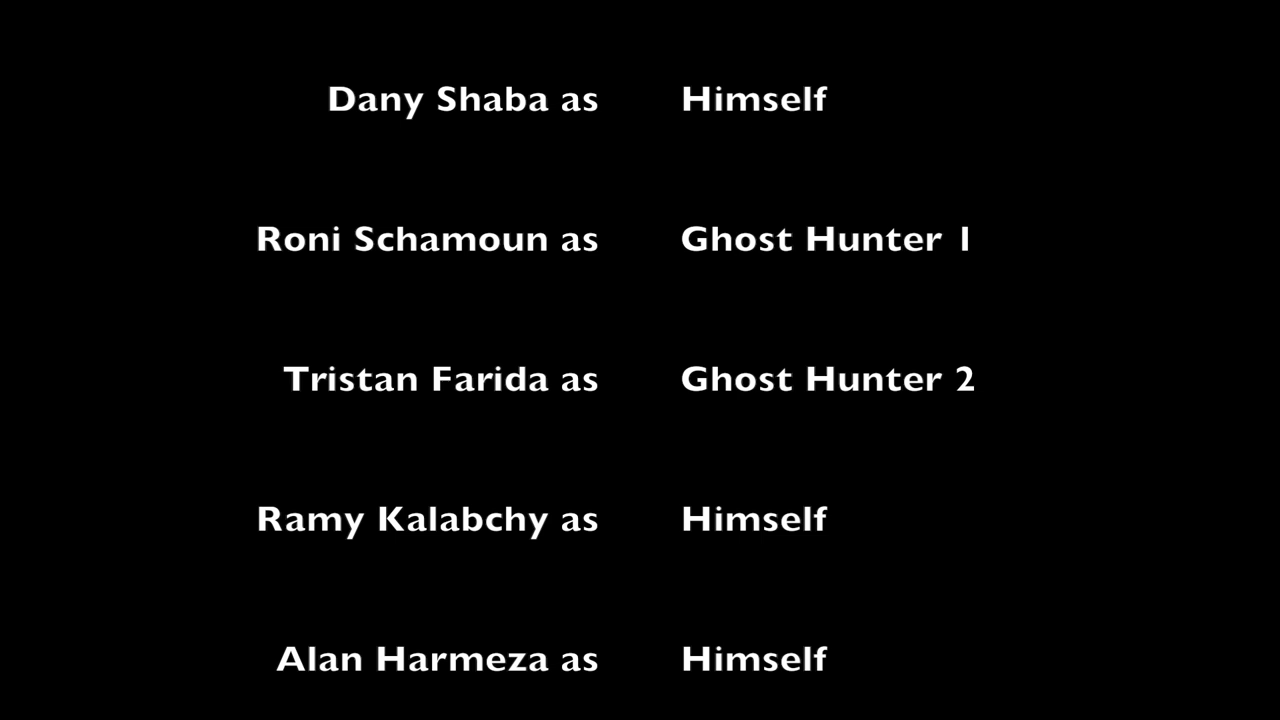 Dany Shaba as Himself
Roni Schamoun as Ghost Hunter 1
Tristan Farida as Ghost Hunter 2
Ramy Kalabchy as Himself
Alan Harmeza as Himself